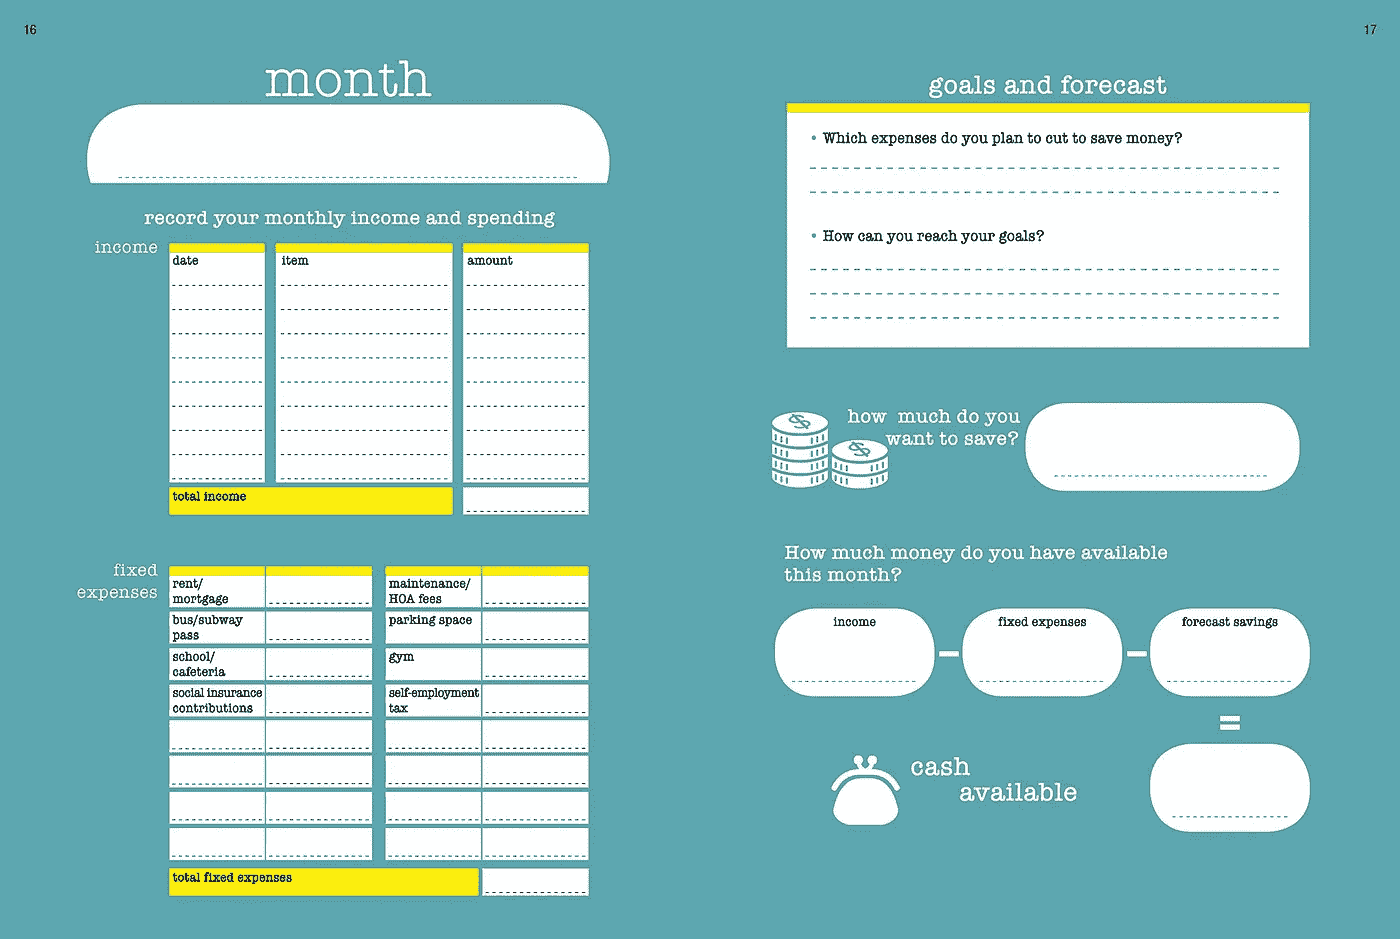 16
month
record your monthly income and spending
income
date
item
amount
total income
fixed
expenses
rent/
mortgage
maintenance/
HOA fees
bus/subway
pass
parking space
school/
cafeteria
gym
social insurance
contributions
self-employment
tax
total fixed expenses
17
goals and forecast
• Which expenses do you plan to cut to save money?
• How can you reach your goals?
how much do you
want to save?
How much money do you have available
this month?
income
fixed expenses
forecast savings
=
cash
available